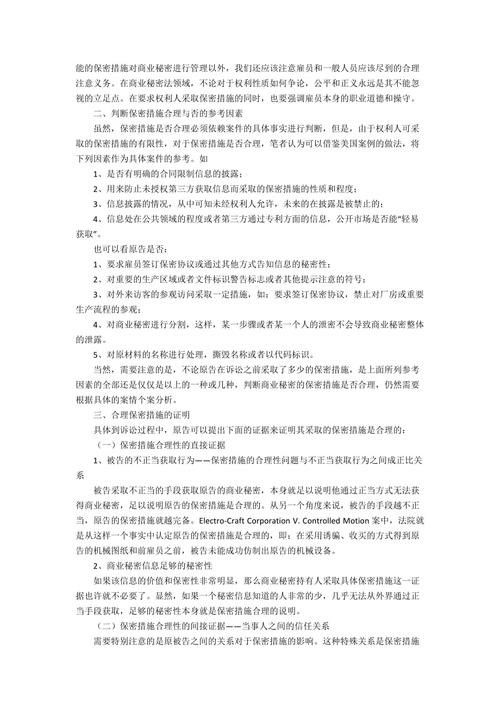 能的保密措施对商业秘密进行管理以外，我们还应该注意雇员和一般人员应该尽到的合理
注意义务。在商业秘密法领域，不论对于权利性质如何争论，公平和正义永远是其不能忽
视的立足点。在要求权利人采取保密措施的同时，也要强调雇员本身的职业道德和操守。
二、判断保密措施合理与否的参考因素
虽然，保密措施是否合理必须依赖案件的具体事实进行判断，但是，由于权利人可采
取的保密措施的有限性，对于保密措施是否合理，笔者认为可以借鉴美国案例的做法，将
下列因素作为具体案件的参考。如
1、是否有明确的合同限制信息的披露；
2、用来防止未授权第三方获取信息而采取的保密措施的性质和程度；
3、信息披露的情况，从中可知未经权利人允许，未来的在披露是被禁止的；
4、信息处在公共领域的程度或者第三方通过专利方面的信息，公开市场是否能“轻易
获取”。
也可以看原告是否；
1、要求雇员签订保密协议或通过其他方式告知信息的秘密性；
2、对重要的生产区域或者文件标识警告标志或者其他提示注意的符号；
3、对外来访客的参观访问采取一定措施，如：要求签订保密协议，禁止对厂房或重要
生产流程的参观；
4、对商业秘密进行分割，这样，某一步骤或者某一个人的泄密不会导致商业秘密整体
的泄露。
5、对原材料的名称进行处理，撕毁名称或者以代码标识。
当然，需要注意的是，不论原告在诉讼之前采取了多少的保密措施，是上面所列参考
因素的全部还是仅仅是以上的一种或几种，判断商业秘密的保密措施是否合理，仍然需要
根据具体的案情个案分析。
三、合理保密措施的证明
具体到诉讼过程中，原告可以提出下面的证据来证明其采取的保密措施是合理的；
（一）保密措施合理性的直接证据
1、被告的不正当获取行为——保密措施的合理性问题与不正当获取行为之间成正比关
系
被告采取不正当的手段获取原告的商业秘密，本身就足以说明他通过正当方式无法获
得商业秘密，足以说明原告的保密措施是合理的。从另一个角度来说，被告的手段越不正
当，原告的保密措施就越完备。Electro-Craft Corporation V. Controlled Motion 案中，法院就
是从这样一个事实中认定原告的保密措施是合理的，即：在采用诱骗、收买的方式得到原
告的机械图纸和前雇员之前，被告未能成功仿制出原告的机械设备。
2、商业秘密信息足够的秘密性
如果该信息的价值和保密性非常明显，那么商业秘密持有人采取具体保密措施这一证
据也许就不必要了。显然，如果一个秘密信息知道的人非常的少，几乎无法从外界通过正
当手段获取，足够的秘密性本身就是保密措施合理的说明。
（二）保密措施合理性的间接证据——当事人之间的信任关系
需要特别注意的是原被告之间的关系对于保密措施的影响。这种特殊关系是保密措施